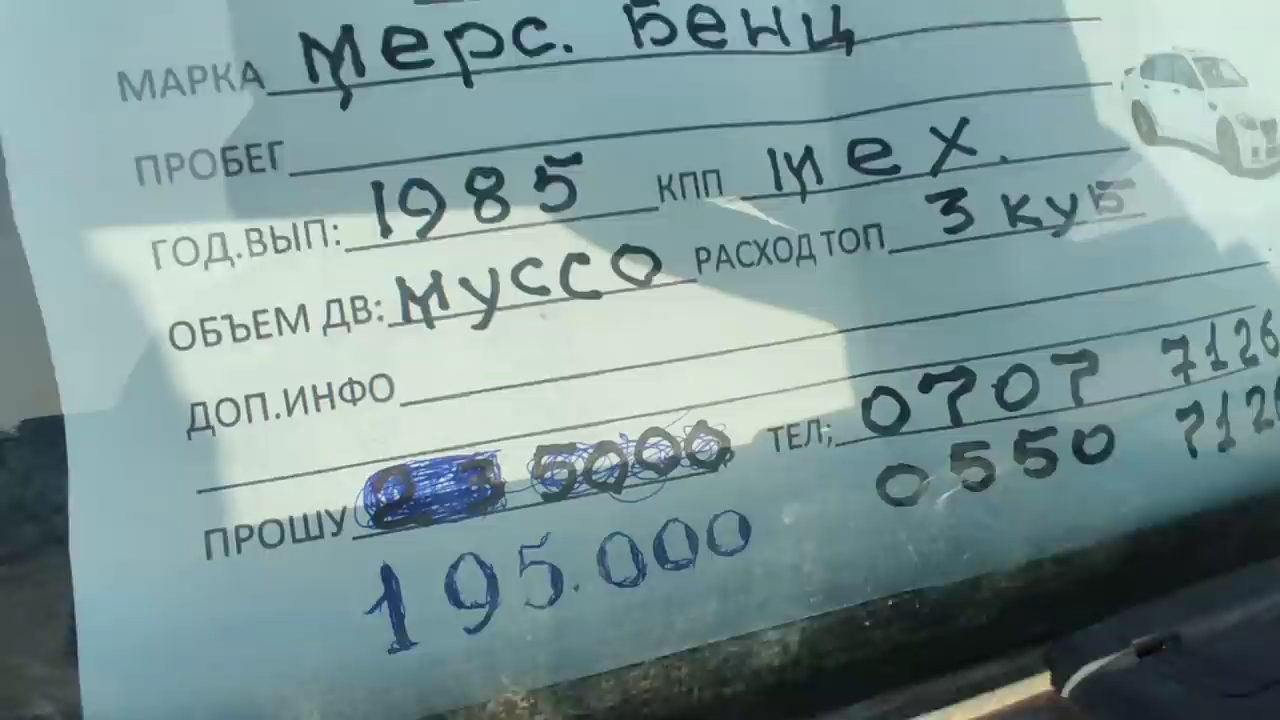 МАРКА Мерс. Бенц
ПРОБЕГ
ГОД.ВЫП: 1985 КПП Мех.
ОБЪЕМ ДВ: Муссо РАСХОД ТОП 3 куб
ДОП.ИНФО
ПРОШУ 235000 ТЕЛ; 0707 7126
0550 712
195.000